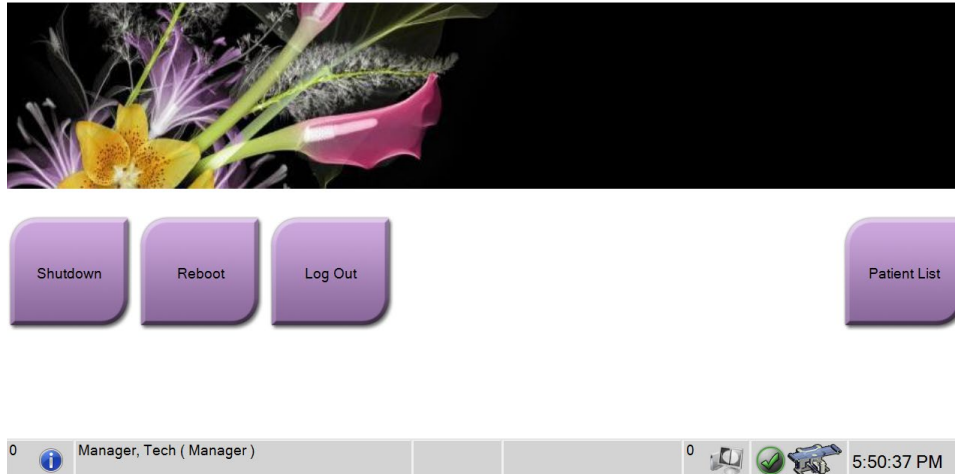 Shutdown
Reboot
Log Out
Patient List
0
Manager, Tech ( Manager )
0
5:50:37 PM